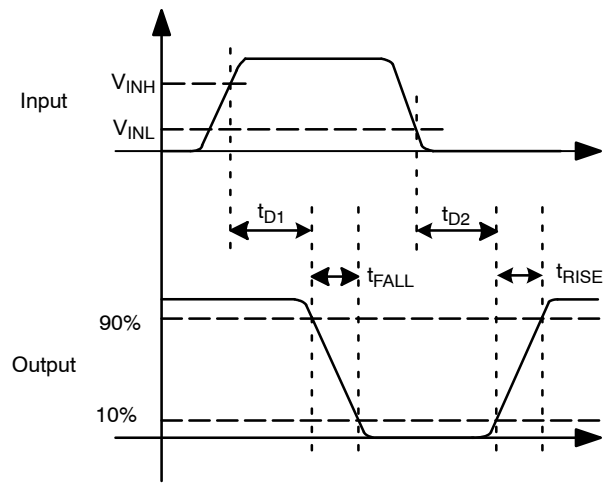 V_INH
Input
V_INL
t_D1
t_D2
t_FALL
t_RISE
90%
Output
10%